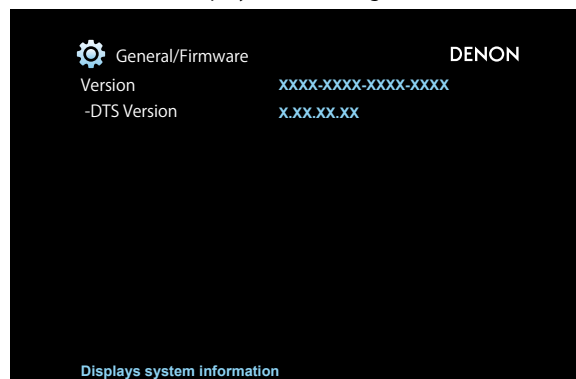 General/Firmware DENON
Version XXXX-XXXX-XXXX-XXXX
-DTS Version X.XX.XX.XX
Displays system information